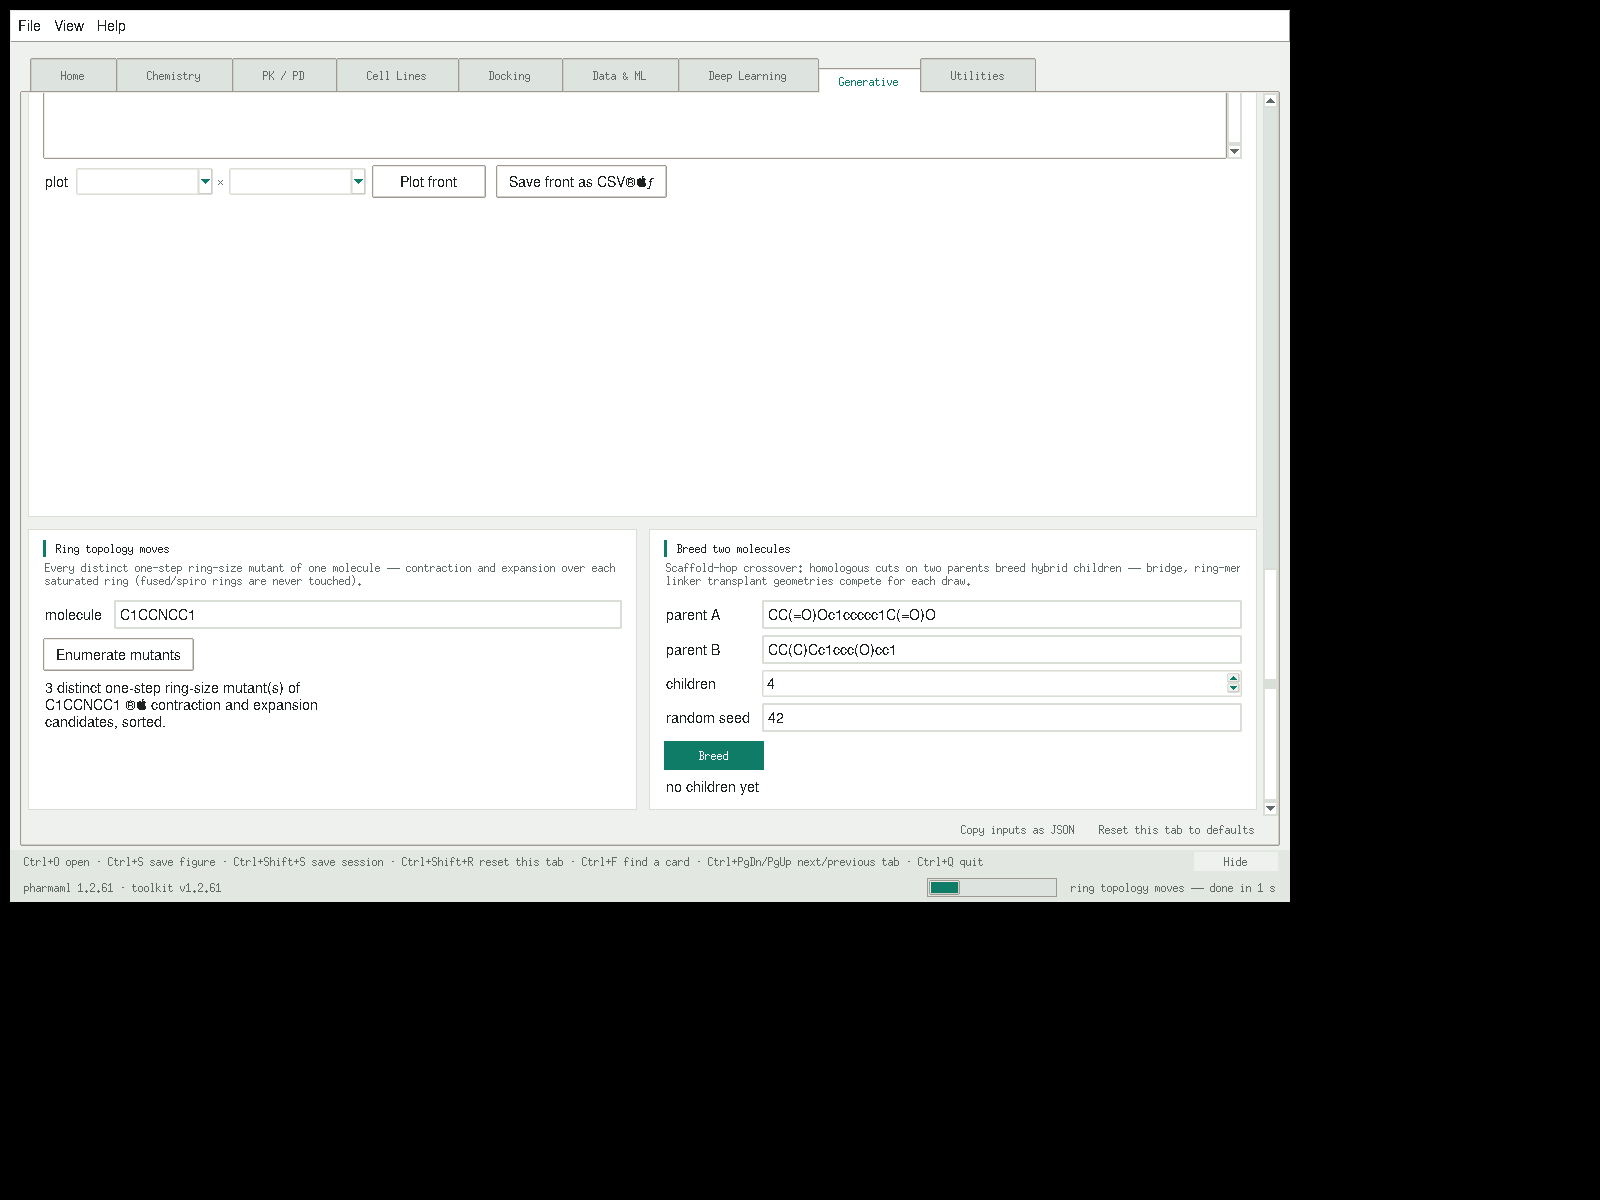 File View Help
Home Chemistry PK / PD Cell Lines Docking Data & ML Deep Learning Generative Utilities
plot × Plot front Save front as CSV®ƒ
Ring topology moves
Every distinct one-step ring-size mutant of one molecule — contraction and expansion over each
saturated ring (fused/spiro rings are never touched).
molecule C1CCNCC1
Enumerate mutants
3 distinct one-step ring-size mutant(s) of
C1CCNCC1 ® contraction and expansion
candidates, sorted.
Breed two molecules
Scaffold-hop crossover: homologous cuts on two parents breed hybrid children — bridge, ring-mer
linker transplant geometries compete for each draw.
parent A CC(=O)Oc1ccccc1C(=O)O
parent B CC(C)Cc1ccc(O)cc1
children 4
random seed 42
Breed
no children yet
Copy inputs as JSON Reset this tab to defaults
Ctrl+O open · Ctrl+S save figure · Ctrl+Shift+S save session · Ctrl+Shift+R reset this tab · Ctrl+F find a card · Ctrl+PgDn/PgUp next/previous tab · Ctrl+Q quit Hide
pharmaml 1.2.61 · toolkit v1.2.61 ring topology moves — done in 1 s